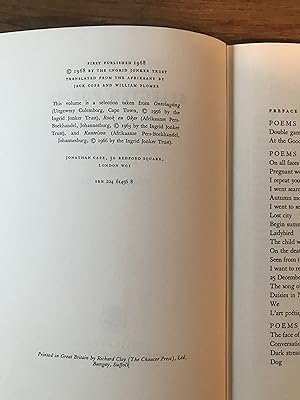 FIRST PUBLISHED 1968
© 1968 BY THE INGRID JONKER TRUST
TRANSLATED FROM THE AFRIKAANS BY
JACK COPE AND WILLIAM PLOMER
This volume is a selection taken from Ontvlugting
(Uitgewery Culemborg, Cape Town, © 1956 by the
Ingrid Jonker Trust), Rook en Oker (Afrikaanse Pers-
Boekhandel, Johannesburg, © 1963 by the Ingrid Jonker
Trust), and Kantelson (Afrikaanse Pers-Boekhandel,
Johannesburg, © 1966 by the Ingrid Jonker Trust).
JONATHAN CAPE, 30 BEDFORD SQUARE,
LONDON WC1
SBN 224 61456 8
Printed in Great Britain by Richard Clay (The Chaucer Press), Ltd.
Bungay, Suffolk
PREFACE
POEMS
Double gam
At the Good
POEMS
On all faces
Pregnant w
I repeat you
I went searc
Autumn mo
I went to se
Lost city
Begin summ
Ladybird
The child w
On the deat
Seen from t
I want to re
25 December
The song o
Daisies in
We
L'art poétic
POEMS
The face of
Conversatio
Dark stream
Dog